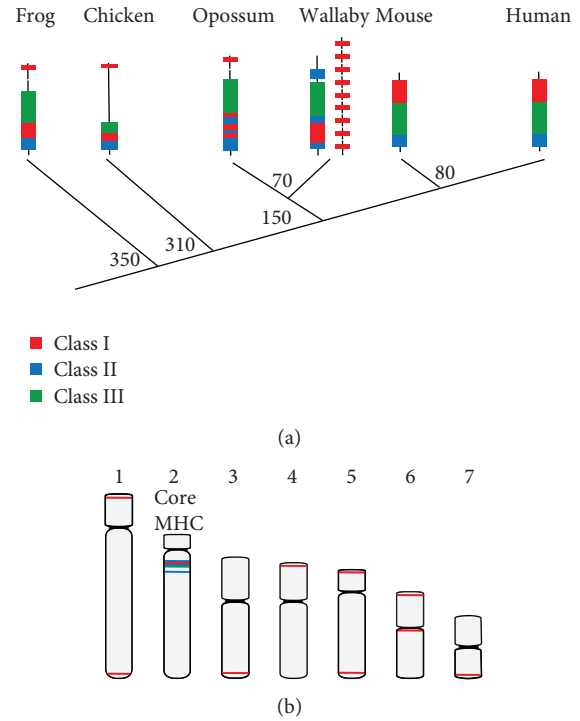 Frog Chicken Opossum Wallaby Mouse Human
70
80
150
310
350
Class I
Class II
Class III
(a)
1 2 3 4 5 6 7
Core
MHC
(b)